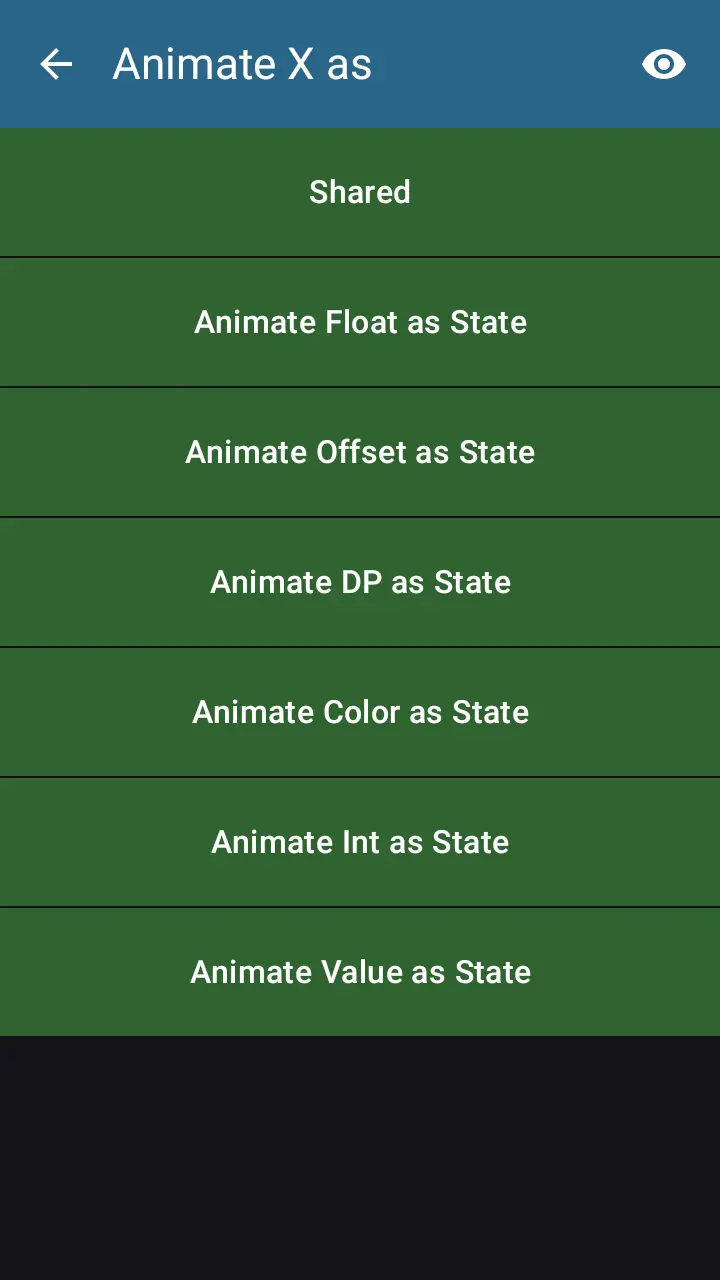 Animate X as
Shared
Animate Float as State
Animate Offset as State
Animate DP as State
Animate Color as State
Animate Int as State
Animate Value as State